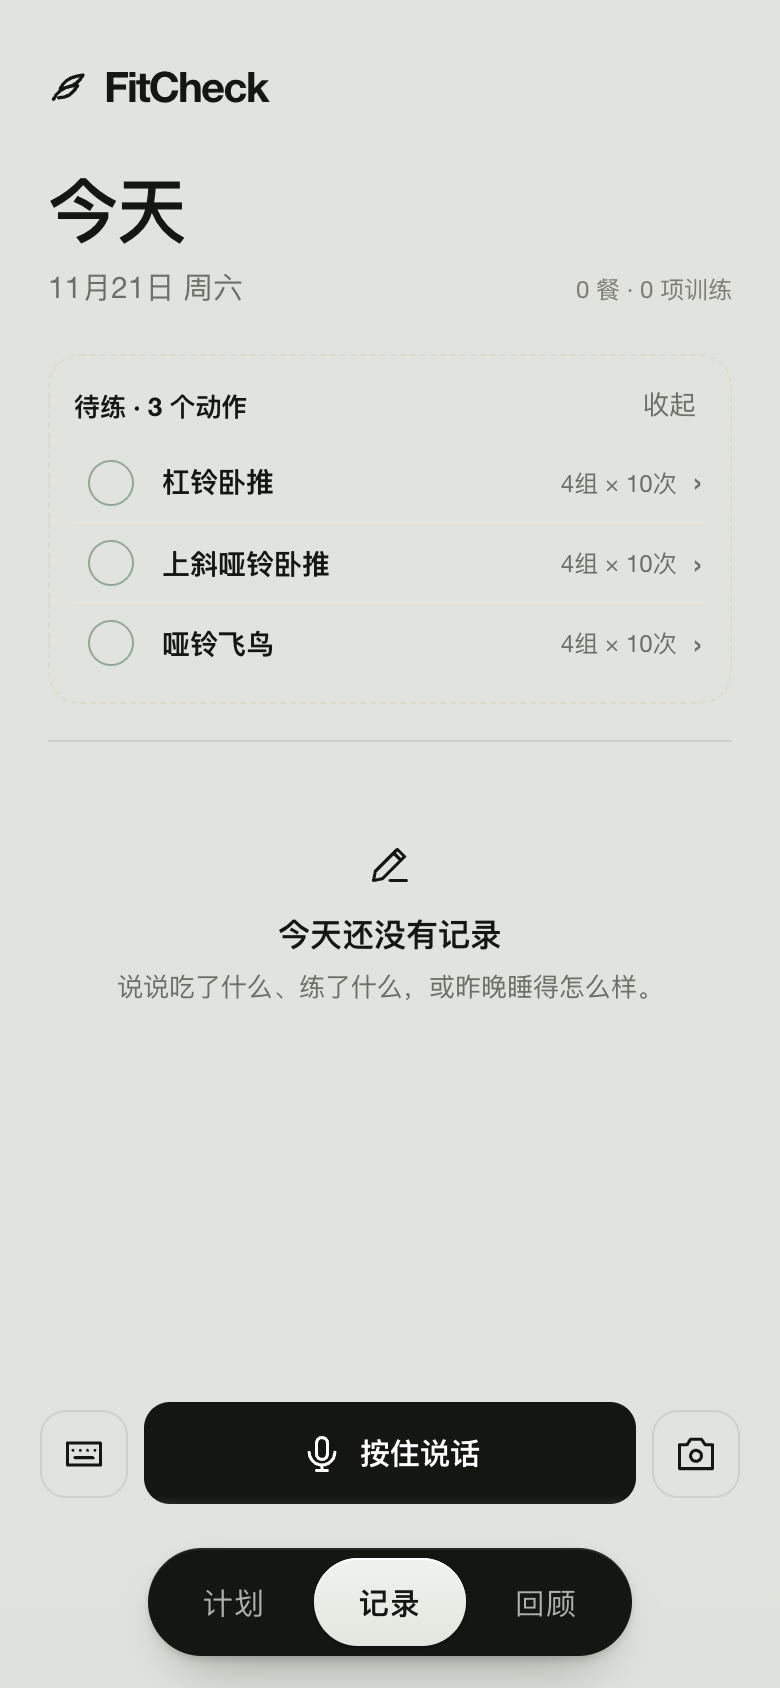 FitCheck
今天
11月21日 周六
0 餐 · 0 项训练
待练 · 3 个动作
收起
杠铃卧推
4组 × 10次 ›
上斜哑铃卧推
4组 × 10次 ›
哑铃飞鸟
4组 × 10次 ›
今天还没有记录
说说吃了什么、练了什么，或昨晚睡得怎么样。
按住说话
计划
记录
回顾